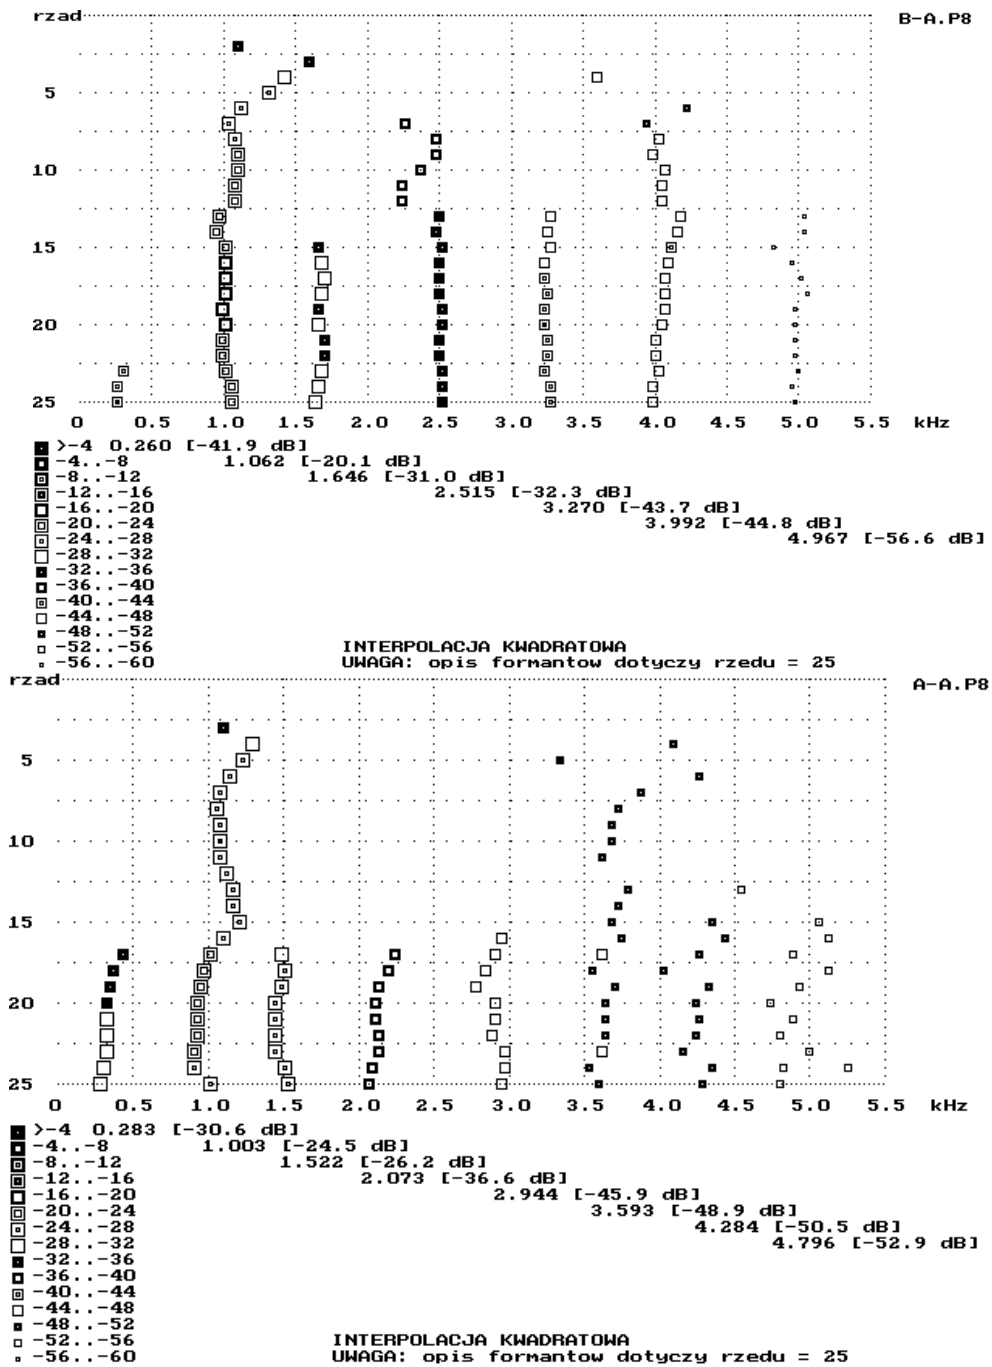 rzad B-A.P8
5
10
15
20
25
0 0.5 1.0 1.5 2.0 2.5 3.0 3.5 4.0 4.5 5.0 5.5 kHz
>-4 0.260 [-41.9 dB]
-4..-8 1.062 [-20.1 dB]
-8..-12 1.646 [-31.0 dB]
-12..-16 2.515 [-32.3 dB]
-16..-20 3.270 [-43.7 dB]
-20..-24 3.992 [-44.8 dB]
-24..-28 4.967 [-56.6 dB]
-28..-32
-32..-36
-36..-40
-40..-44
-44..-48
-48..-52
-52..-56 INTERPOLACJA KWADRATOWA
-56..-60 UWAGA: opis formantow dotyczy rzedu = 25
rzad A-A.P8
5
10
15
20
25
0 0.5 1.0 1.5 2.0 2.5 3.0 3.5 4.0 4.5 5.0 5.5 kHz
>-4 0.283 [-30.6 dB]
-4..-8 1.003 [-24.5 dB]
-8..-12 1.522 [-26.2 dB]
-12..-16 2.073 [-36.6 dB]
-16..-20 2.944 [-45.9 dB]
-20..-24 3.593 [-48.9 dB]
-24..-28 4.284 [-50.5 dB]
-28..-32 4.796 [-52.9 dB]
-32..-36
-36..-40
-40..-44
-44..-48
-48..-52
-52..-56 INTERPOLACJA KWADRATOWA
-56..-60 UWAGA: opis formantow dotyczy rzedu = 25